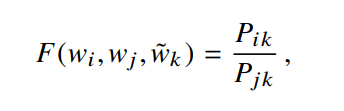 F(w_i, w_j, \tilde{w}_k) = \frac{P_{ik}}{P_{jk}} ,